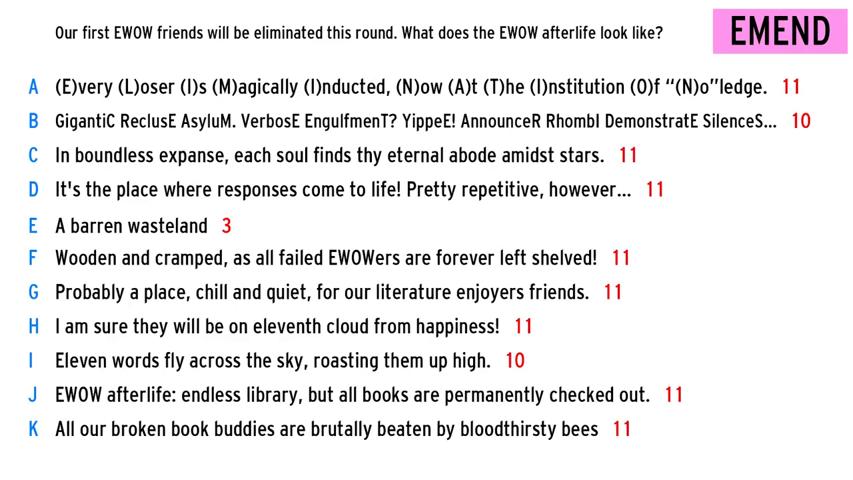 Our first EWOW friends will be eliminated this round. What does the EWOW afterlife look like?
EMEND
A (E)very (L)oser (I)s (M)agically (I)nducted, (N)ow (A)t (T)he (I)nstitution (O)f “(N)o”ledge. 11
B GigantiC ReclusE AsyluM. VerbosE EngulfmenT? YippeE! AnnounceR RhombI DemonstratE SilenceS... 10
C In boundless expanse, each soul finds thy eternal abode amidst stars. 11
D It's the place where responses come to life! Pretty repetitive, however... 11
E A barren wasteland 3
F Wooden and cramped, as all failed EWOWers are forever left shelved! 11
G Probably a place, chill and quiet, for our literature enjoyers friends. 11
H I am sure they will be on eleventh cloud from happiness! 11
I Eleven words fly across the sky, roasting them up high. 10
J EWOW afterlife: endless library, but all books are permanently checked out. 11
K All our broken book buddies are brutally beaten by bloodthirsty bees 11